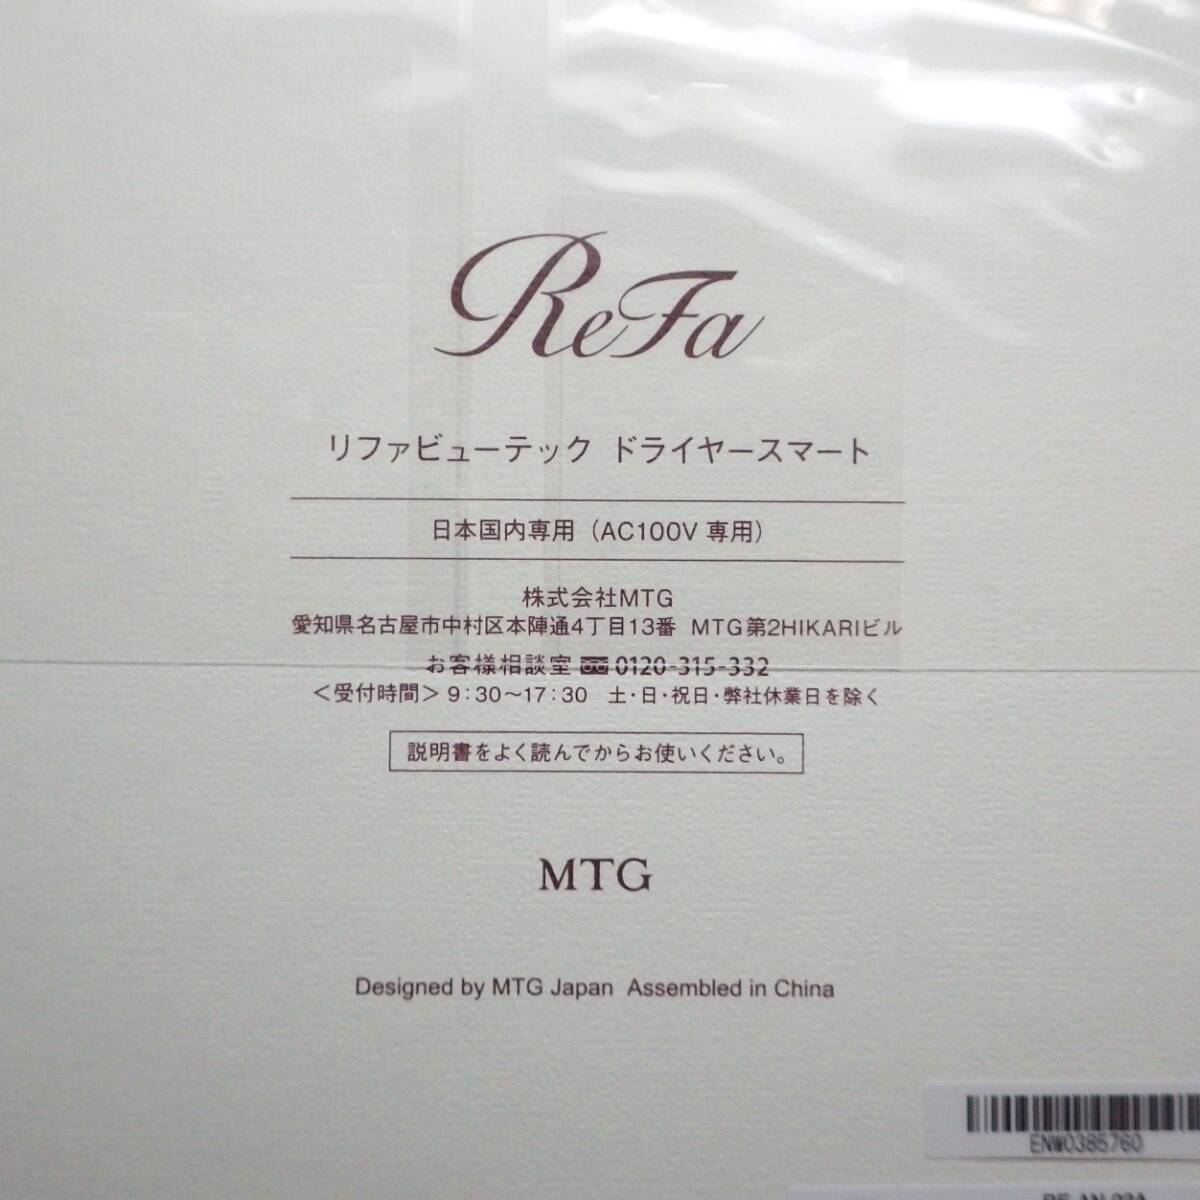 ReFa
リファビューテック ドライヤースマート
日本国内専用（AC100V 専用）
株式会社MTG
愛知県名古屋市中村区本陣通4丁目13番 MTG第2HIKARIビル
お客様相談室 0120-315-332
＜受付時間＞9：30～17：30 土・日・祝日・弊社休業日を除く
説明書をよく読んでからお使いください。
MTG
Designed by MTG Japan Assembled in China
ENW0385760